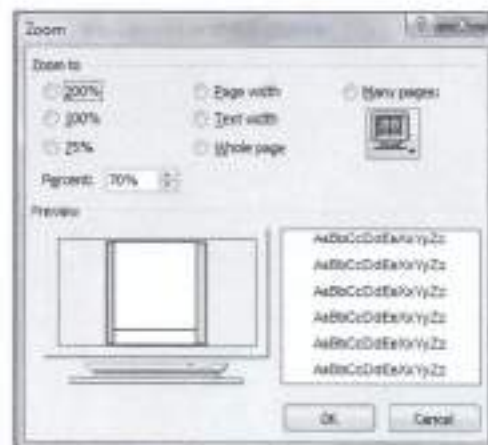 Zoom
Zoom to
200%
Page width
Many pages:
100%
Text width
75%
Whole page
Percent: 70%
Preview
AaBbCcDdEeXxYyZz
AaBbCcDdEeXxYyZz
AaBbCcDdEeXxYyZz
AaBbCcDdEeXxYyZz
AaBbCcDdEeXxYyZz
AaBbCcDdEeXxYyZz
OK
Cancel